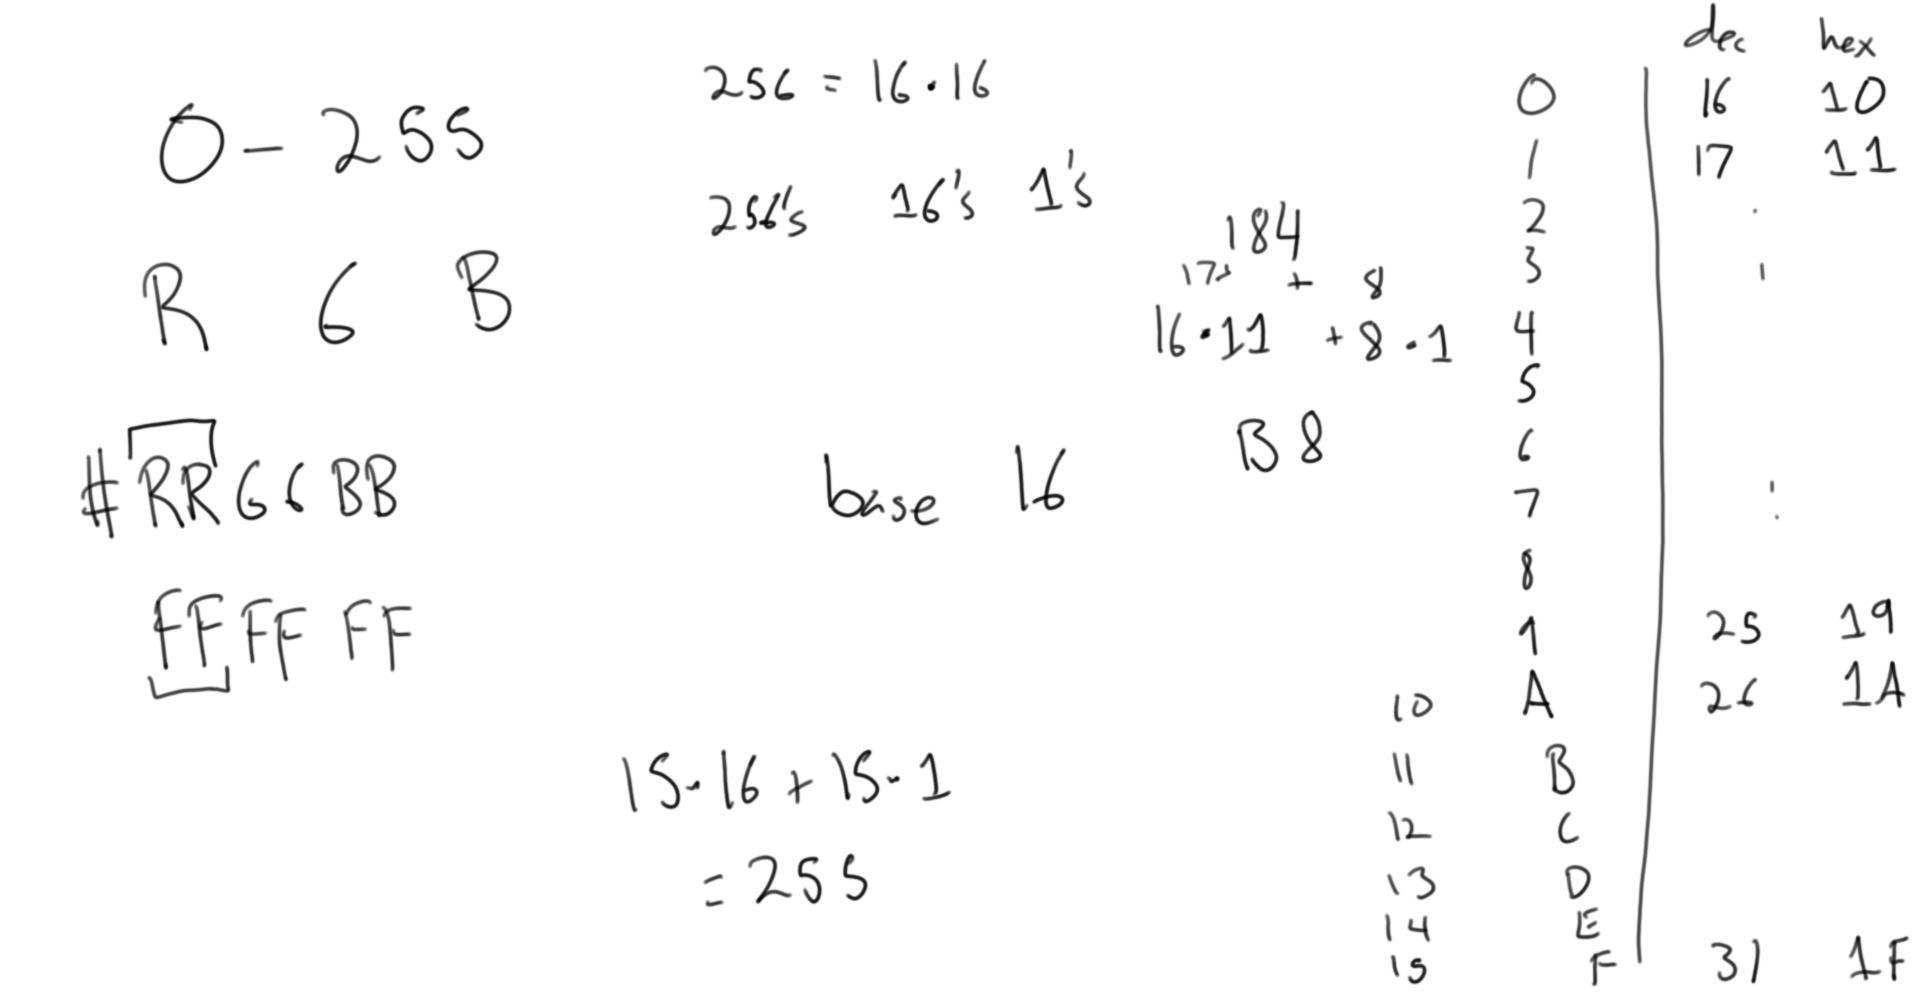 0 - 255
R G B
#RRGGBB
FF FF FF
256 = 16·16
256's 16's 1's
base 16
15·16 + 15·1
= 255
184
176 + 8
16·11 + 8·1
B8
0
1
2
3
4
5
6
7
8
9
10 A
11 B
12 C
13 D
14 E
15 F
dec hex
16 10
17 11
25 19
26 1A
31 1F